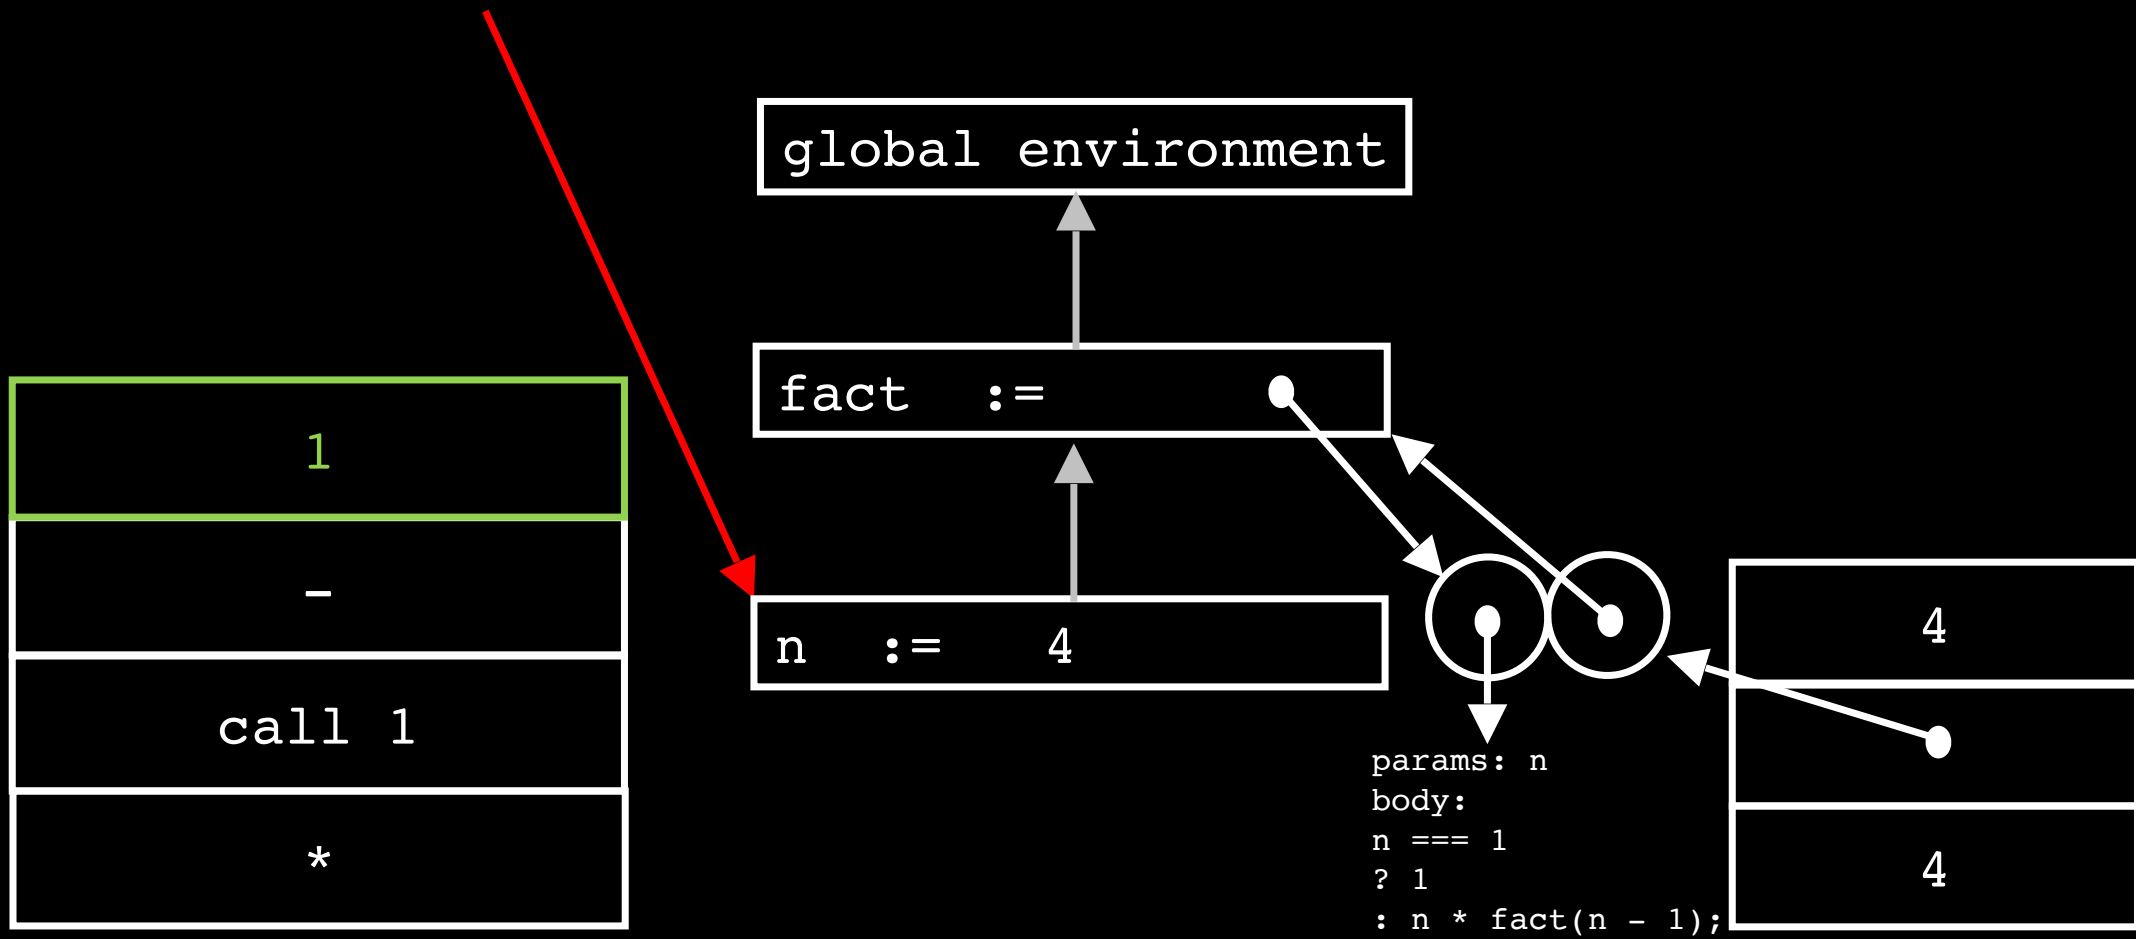 global environment
fact :=
n := 4
1
-
call 1
*
params: n
body:
n === 1
? 1
: n * fact(n - 1);
4
4